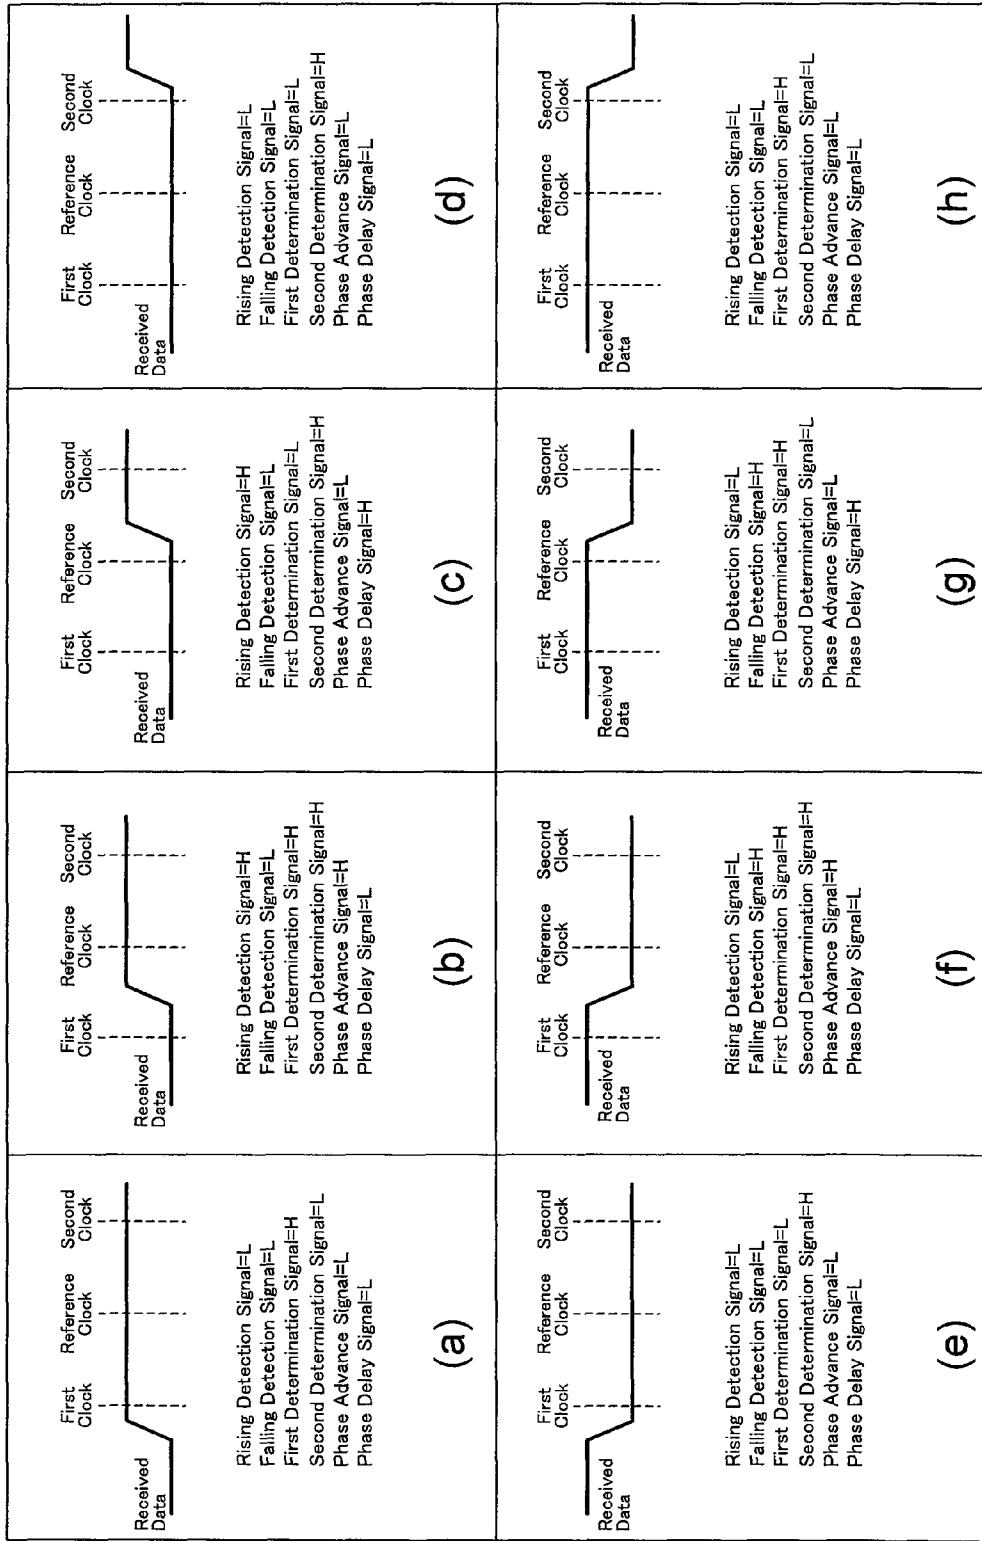 First Clock
Reference Clock
Second Clock
Received Data
Rising Detection Signal=L
Falling Detection Signal=L
First Determination Signal=H
Second Determination Signal=L
Phase Advance Signal=L
Phase Delay Signal=L
(a)
First Clock
Reference Clock
Second Clock
Received Data
Rising Detection Signal=H
Falling Detection Signal=L
First Determination Signal=H
Second Determination Signal=H
Phase Advance Signal=H
Phase Delay Signal=L
(b)
First Clock
Reference Clock
Second Clock
Received Data
Rising Detection Signal=H
Falling Detection Signal=L
First Determination Signal=L
Second Determination Signal=H
Phase Advance Signal=L
Phase Delay Signal=H
(c)
First Clock
Reference Clock
Second Clock
Received Data
Rising Detection Signal=L
Falling Detection Signal=L
First Determination Signal=L
Second Determination Signal=H
Phase Advance Signal=L
Phase Delay Signal=L
(d)
First Clock
Reference Clock
Second Clock
Received Data
Rising Detection Signal=L
Falling Detection Signal=L
First Determination Signal=L
Second Determination Signal=H
Phase Advance Signal=L
Phase Delay Signal=L
(e)
First Clock
Reference Clock
Second Clock
Received Data
Rising Detection Signal=L
Falling Detection Signal=H
First Determination Signal=H
Second Determination Signal=H
Phase Advance Signal=H
Phase Delay Signal=L
(f)
First Clock
Reference Clock
Second Clock
Received Data
Rising Detection Signal=L
Falling Detection Signal=H
First Determination Signal=H
Second Determination Signal=L
Phase Advance Signal=L
Phase Delay Signal=H
(g)
First Clock
Reference Clock
Second Clock
Received Data
Rising Detection Signal=L
Falling Detection Signal=L
First Determination Signal=H
Second Determination Signal=L
Phase Advance Signal=L
Phase Delay Signal=L
(h)